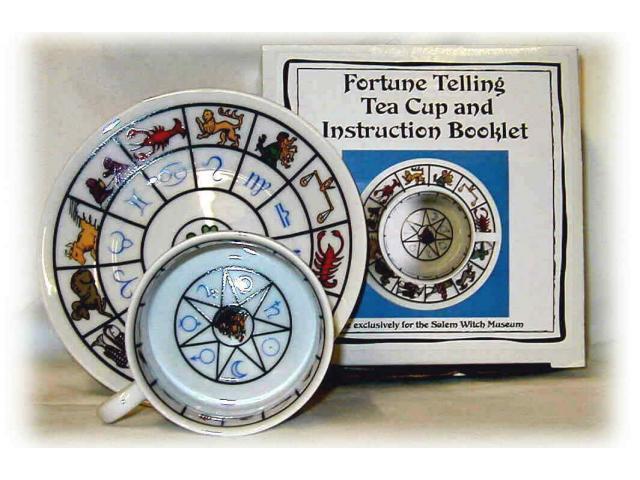 Fortune Telling
Tea Cup and
Instruction Booklet
exclusively for the Salem Witch Museum